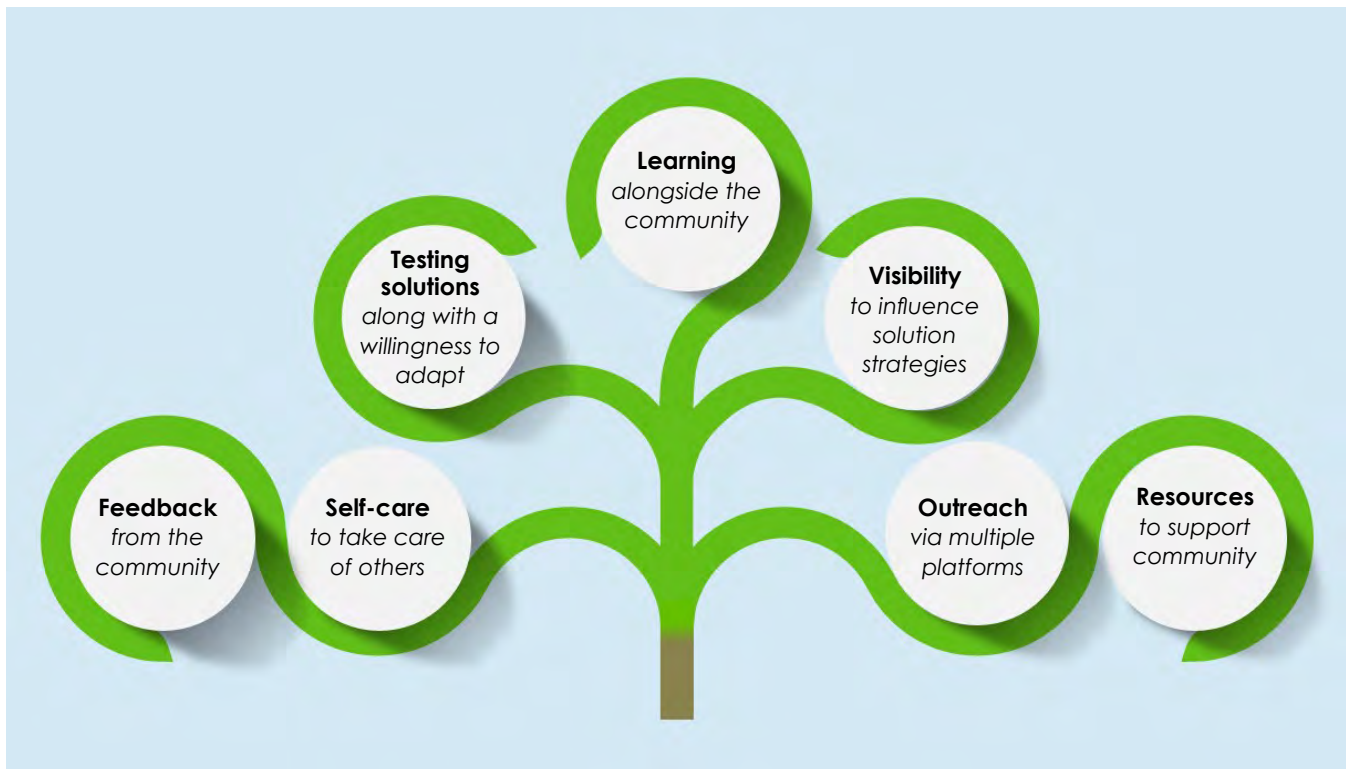 Learning
alongside the
community
Testing
solutions
along with a
willingness to
adapt
Visibility
to influence
solution
strategies
Feedback
from the
community
Self-care
to take care
of others
Outreach
via multiple
platforms
Resources
to support
community